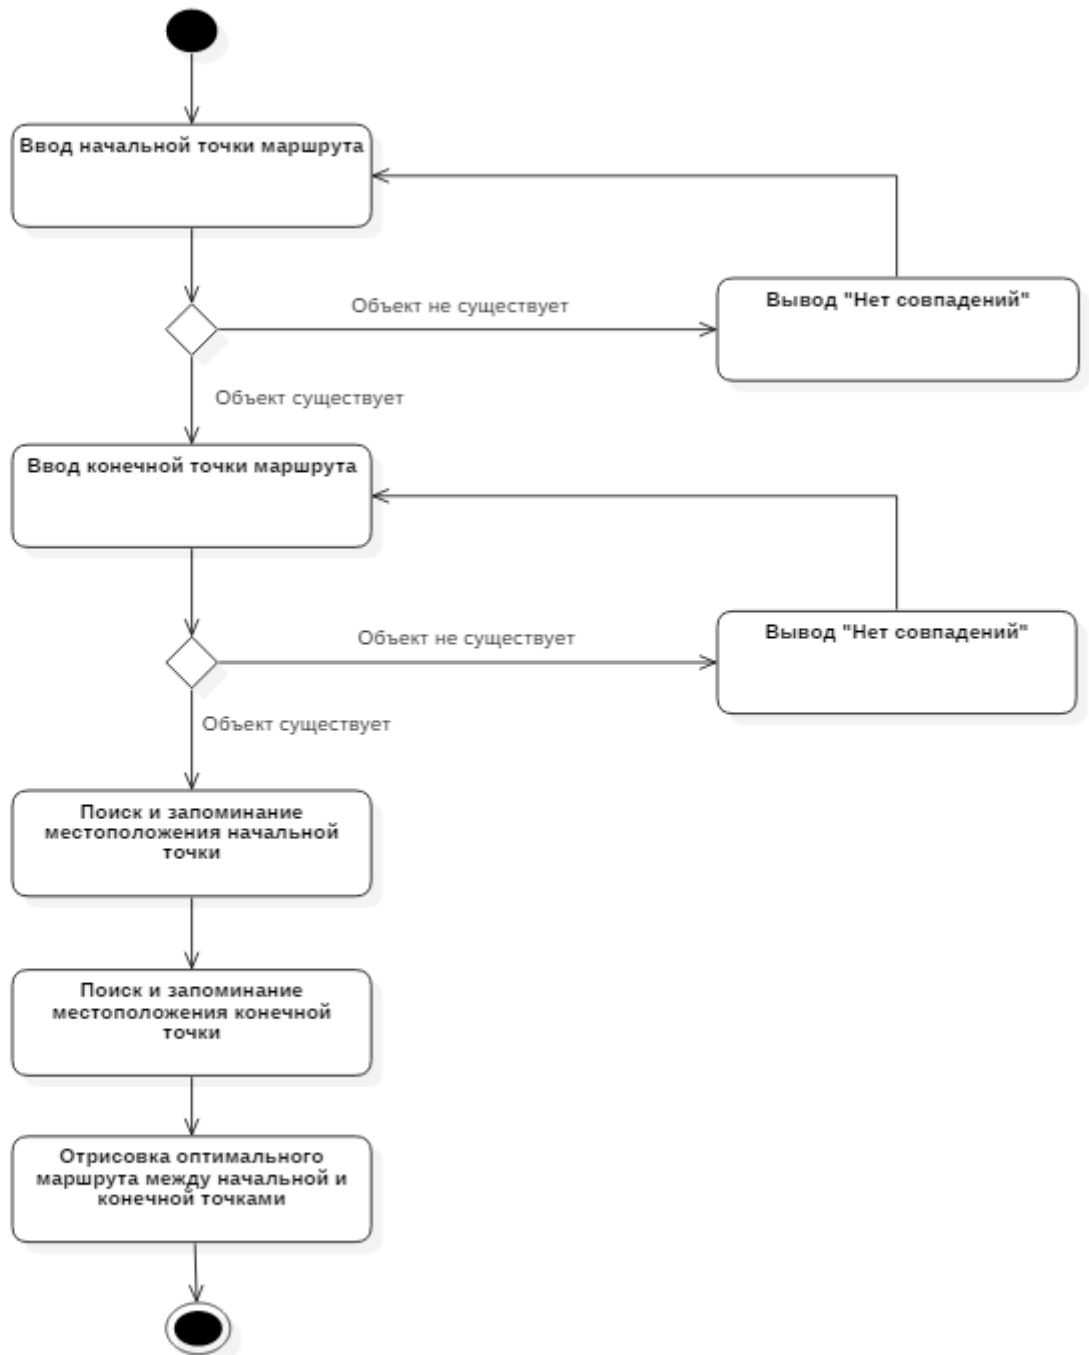 Ввод начальной точки маршрута
Объект не существует
Вывод "Нет совпадений"
Объект существует
Ввод конечной точки маршрута
Объект не существует
Вывод "Нет совпадений"
Объект существует
Поиск и запоминание
местоположения начальной
точки
Поиск и запоминание
местоположения конечной
точки
Отрисовка оптимального
маршрута между начальной и
конечной точками